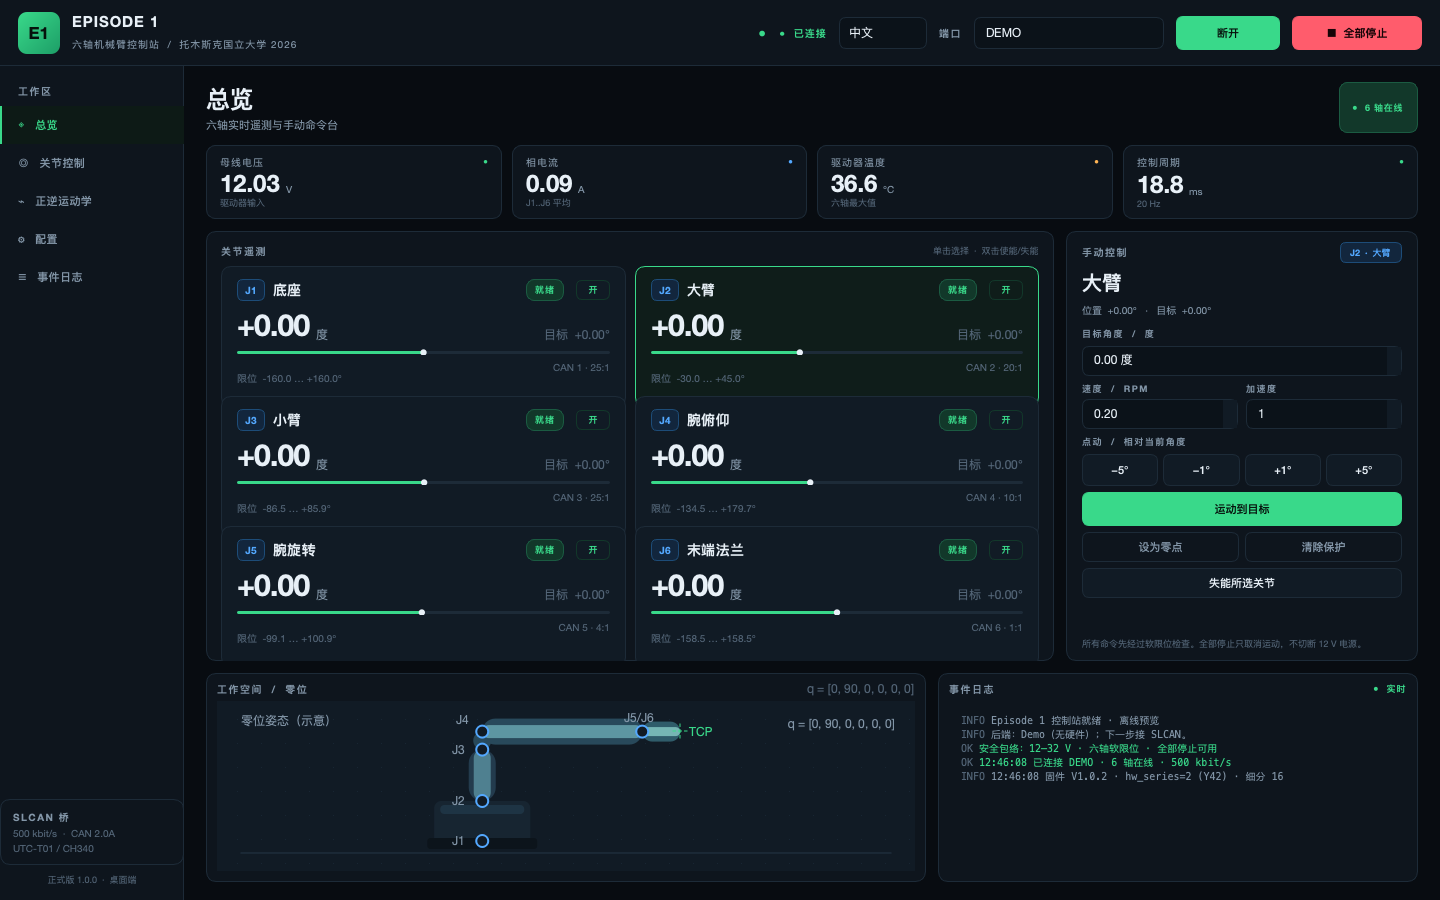 E1
EPISODE 1
六轴机械臂控制站 / 托木斯克国立大学 2026
已连接
中文
端口
DEMO
断开
全部停止
工作区
总览
关节控制
正逆运动学
配置
事件日志
SLCAN 桥
500 kbit/s · CAN 2.0A
UTC-T01 / CH340
正式版 1.0.0 · 桌面端
总览
六轴实时遥测与手动命令台
6 轴在线
母线电压
12.03 V
驱动器输入
相电流
0.09 A
J1..J6 平均
驱动器温度
36.6 °C
六轴最大值
控制周期
18.8 ms
20 Hz
关节遥测
单击选择 · 双击使能/失能
J1 底座 就绪 开
+0.00 度 目标 +0.00°
CAN 1 · 25:1
限位 -160.0 … +160.0°
J2 大臂 就绪 开
+0.00 度 目标 +0.00°
CAN 2 · 20:1
限位 -30.0 … +45.0°
J3 小臂 就绪 开
+0.00 度 目标 +0.00°
CAN 3 · 25:1
限位 -86.5 … +85.9°
J4 腕俯仰 就绪 开
+0.00 度 目标 +0.00°
CAN 4 · 10:1
限位 -134.5 … +179.7°
J5 腕旋转 就绪 开
+0.00 度 目标 +0.00°
CAN 5 · 4:1
限位 -99.1 … +100.9°
J6 末端法兰 就绪 开
+0.00 度 目标 +0.00°
CAN 6 · 1:1
限位 -158.5 … +158.5°
手动控制
J2 · 大臂
大臂
位置 +0.00° · 目标 +0.00°
目标角度 / 度
0.00 度
速度 / RPM
加速度
0.20
1
点动 / 相对当前角度
−5°
−1°
+1°
+5°
运动到目标
设为零点
清除保护
失能所选关节
所有命令先经过软限位检查。全部停止只取消运动，不切断 12 V 电源。
工作空间 / 零位
q = [0, 90, 0, 0, 0, 0]
零位姿态（示意）
q = [0, 90, 0, 0, 0, 0]
J4
J5/J6
TCP
J3
J2
J1
事件日志
实时
INFO Episode 1 控制站就绪 · 离线预览
INFO 后端：Demo（无硬件）；下一步接 SLCAN。
OK 安全包络：12–32 V · 六轴软限位 · 全部停止可用
OK 12:46:08 已连接 DEMO · 6 轴在线 · 500 kbit/s
INFO 12:46:08 固件 V1.0.2 · hw_series=2 (Y42) · 细分 16